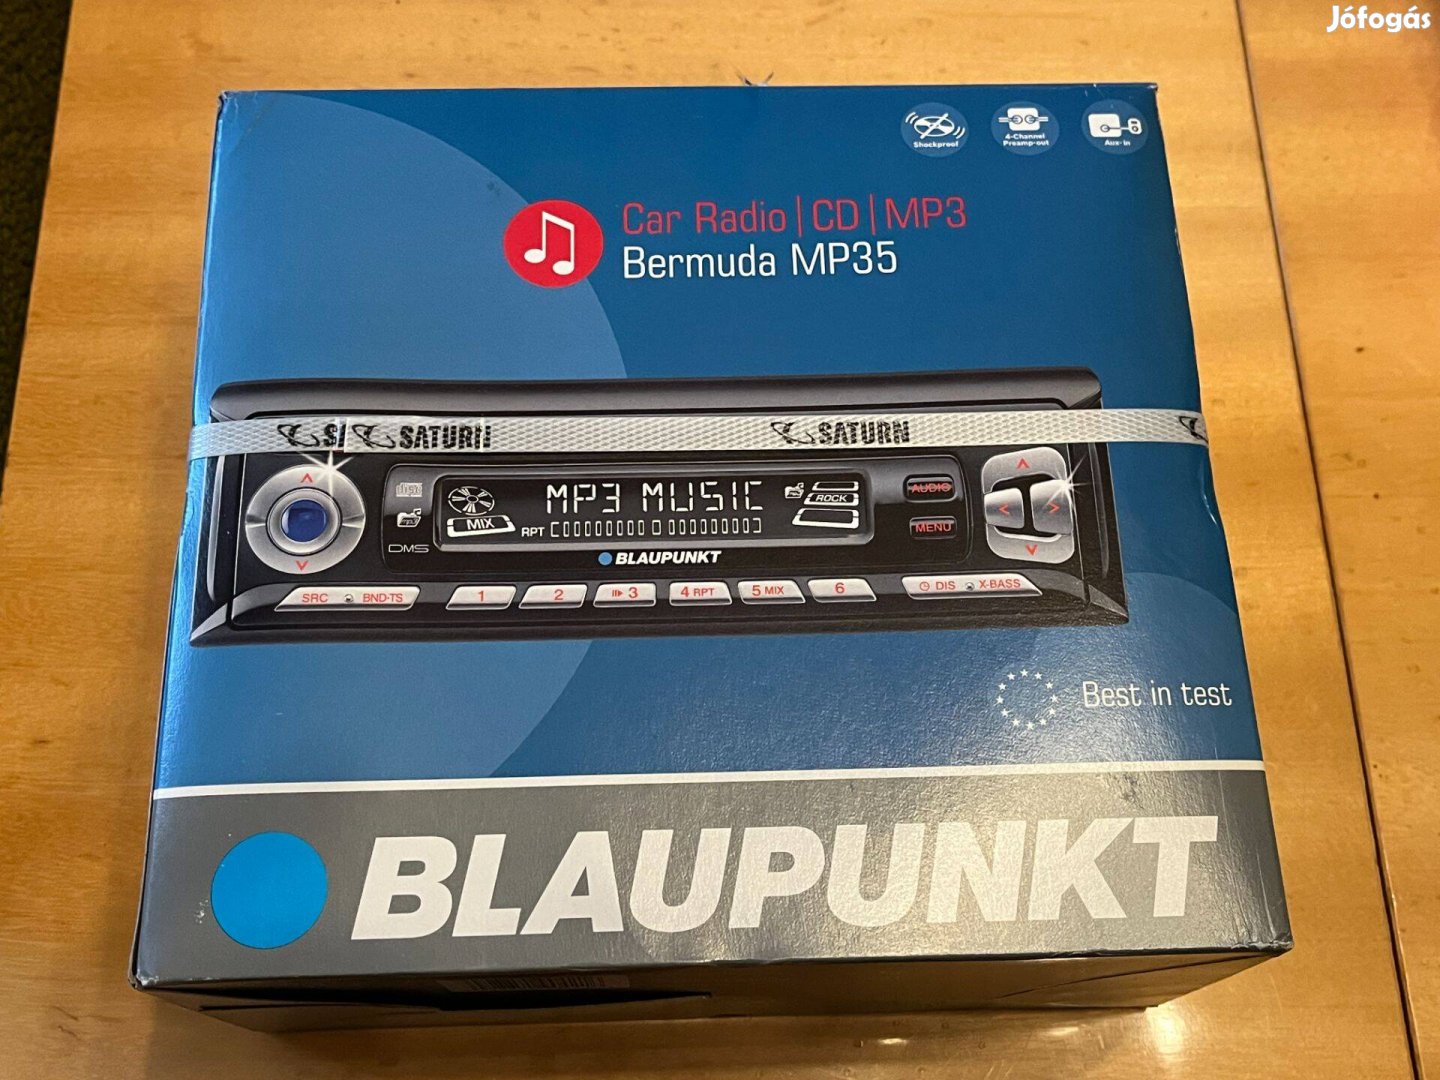 Jófogás
Shockproof
4-Channel
Preamp-out
Aux-in
Car Radio | CD | MP3
Bermuda MP35
SATURN
SATURN
disc
MP3 MUSIC
ROCK
MIX
RPT
mp3
DMS
BLAUPUNKT
AUDIO
MENU
SRC BND·TS
1
2
3
4 RPT
5 MIX
6
DIS X-BASS
Best in test
BLAUPUNKT